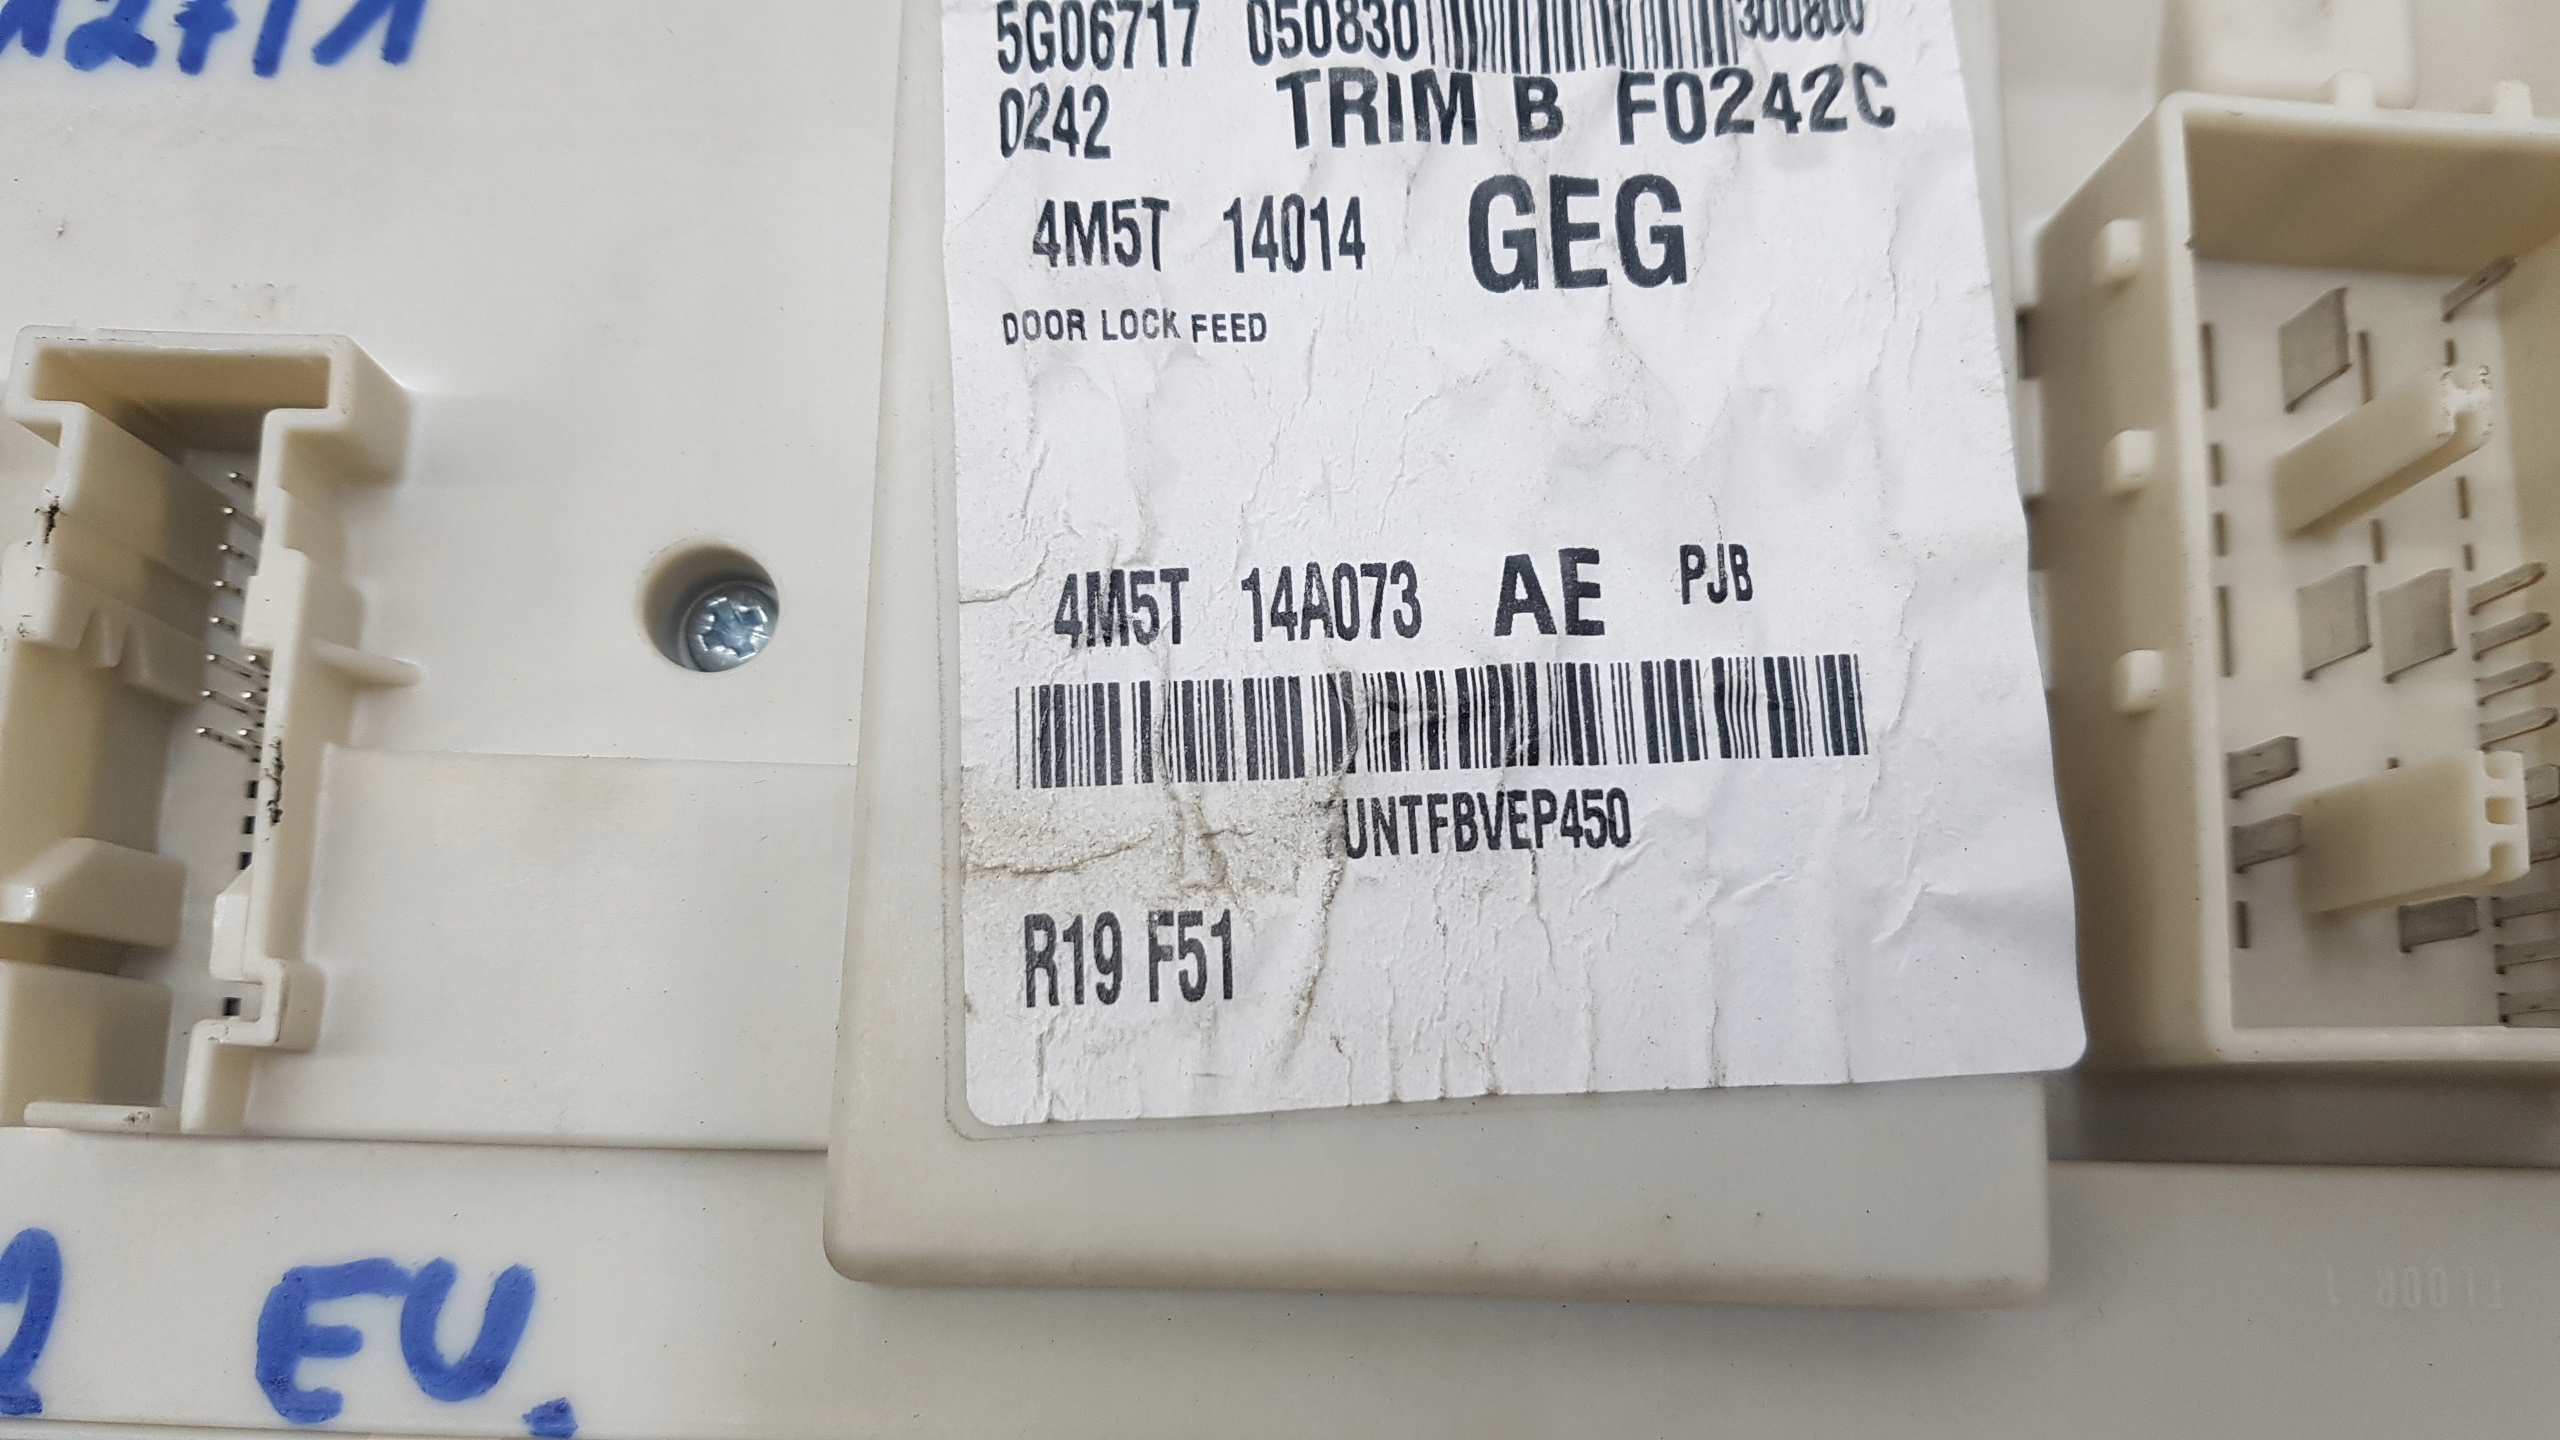 5G06717 050830 300800
0242 TRIM B F0242C
4M5T 14014 GEG
DOOR LOCK FEED
4M5T 14A073 AE PJB
UNTFBVEP450
R19 F51
EU.